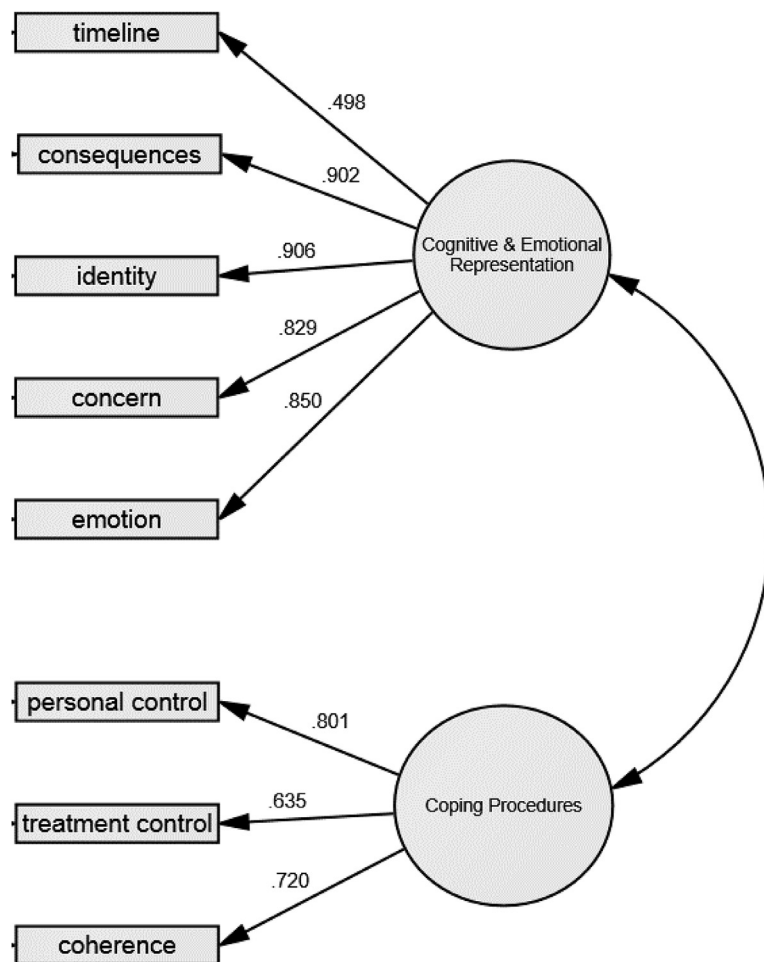 timeline
.498
consequences
.902
Cognitive & Emotional
Representation
.906
identity
.829
concern
.850
emotion
personal control
.801
treatment control
.635
Coping Procedures
.720
coherence